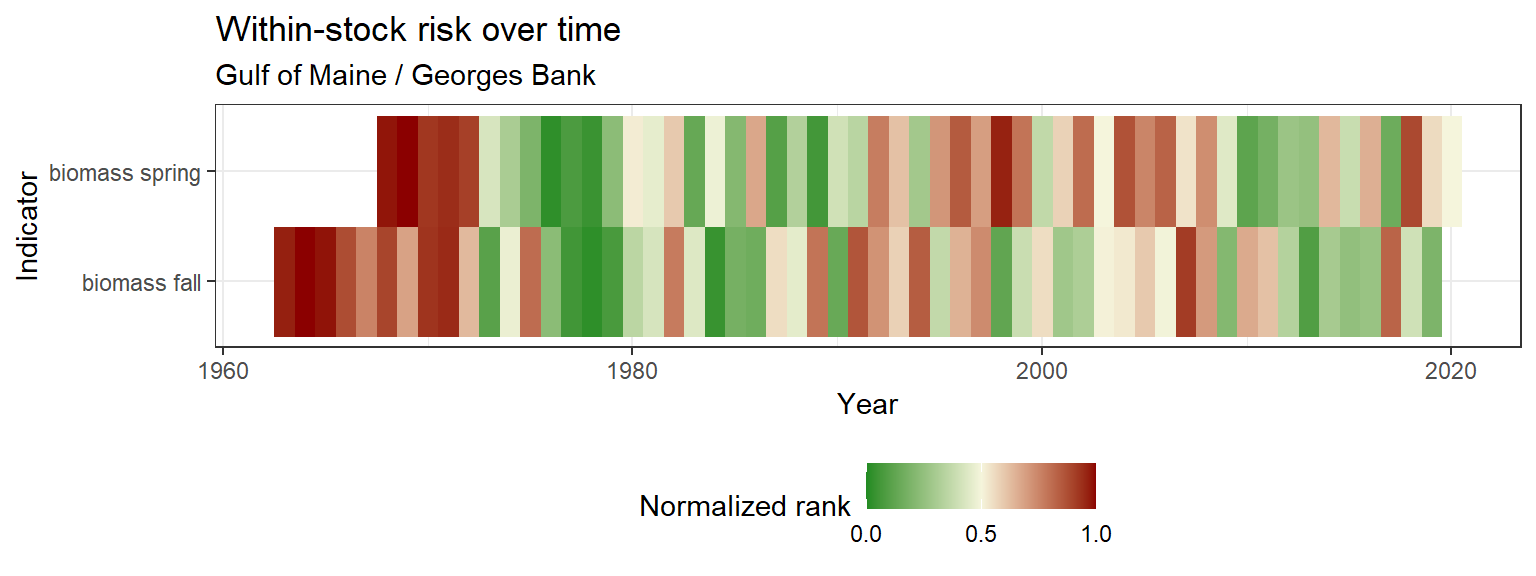 Within-stock risk over time
Gulf of Maine / Georges Bank
Indicator
biomass spring
biomass fall
1960 1980 2000 2020
Year
Normalized rank
0.0 0.5 1.0